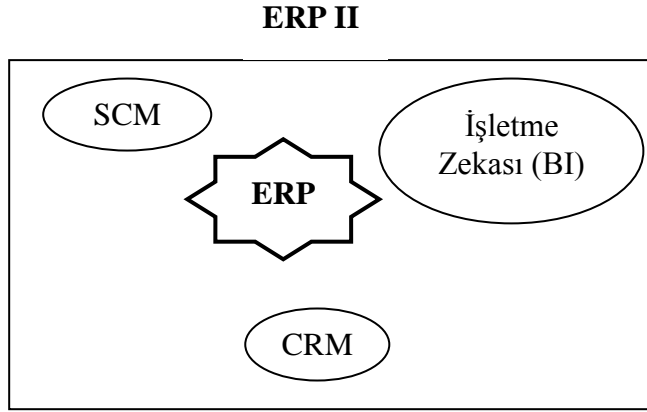 ERP II
SCM
İşletme
Zekası (BI)
ERP
CRM